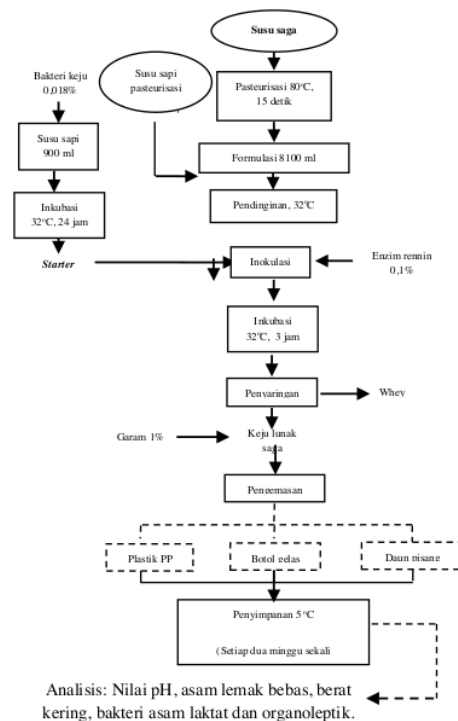 Susu saga
Bakteri keju
0,018%
Susu sapi
pasteurisasi
Pasteurisasi 80°C,
15 detik
Susu sapi
900 ml
Formulasi 8100 ml
Inkubasi
32°C, 24 jam
Pendinginan, 32°C
Starter
Inokulasi
Enzim rennin
0,1%
Inkubasi
32°C, 3 jam
Penyaringan
Whey
Garam 1%
Keju lunak
saga
Pengemasan
Plastik PP
Botol gelas
Daun pisang
Penyimpanan 5°C
(Setiap dua minggu sekali
Analisis: Nilai pH, asam lemak bebas, berat
kering, bakteri asam laktat dan organoleptik.